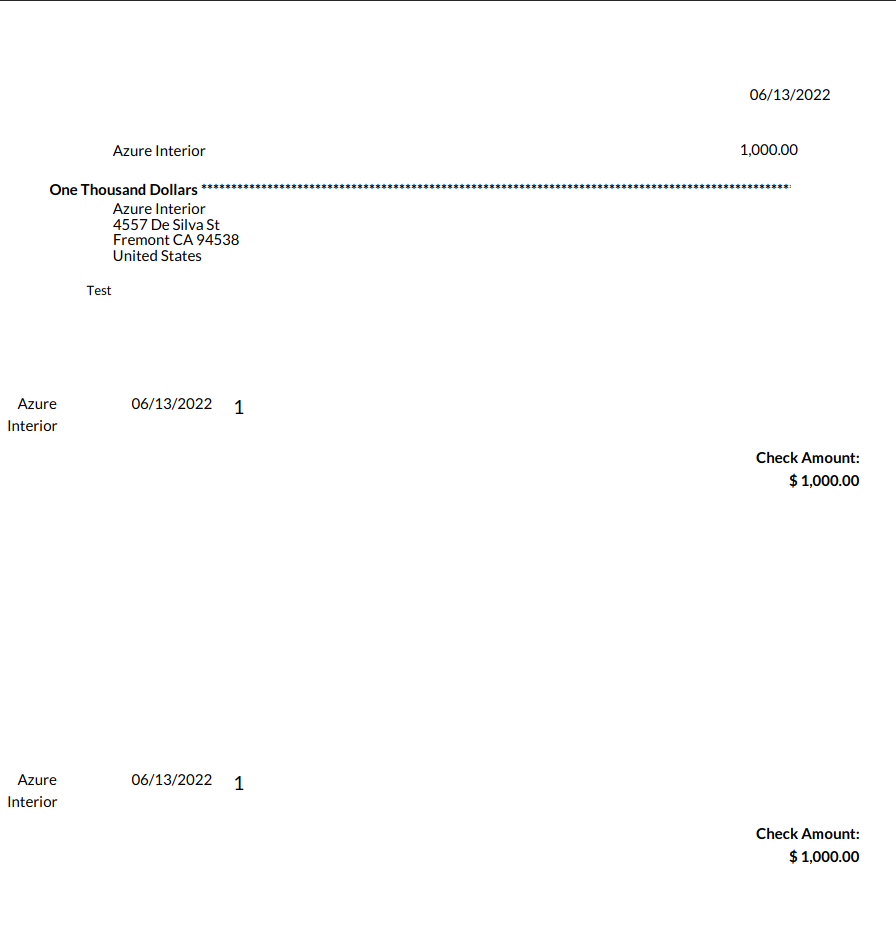 06/13/2022
Azure Interior 1,000.00
One Thousand Dollars **************************************************************************************************
Azure Interior
4557 De Silva St
Fremont CA 94538
United States
Test
Azure 06/13/2022 1
Interior
Check Amount:
$ 1,000.00
Azure 06/13/2022 1
Interior
Check Amount:
$ 1,000.00